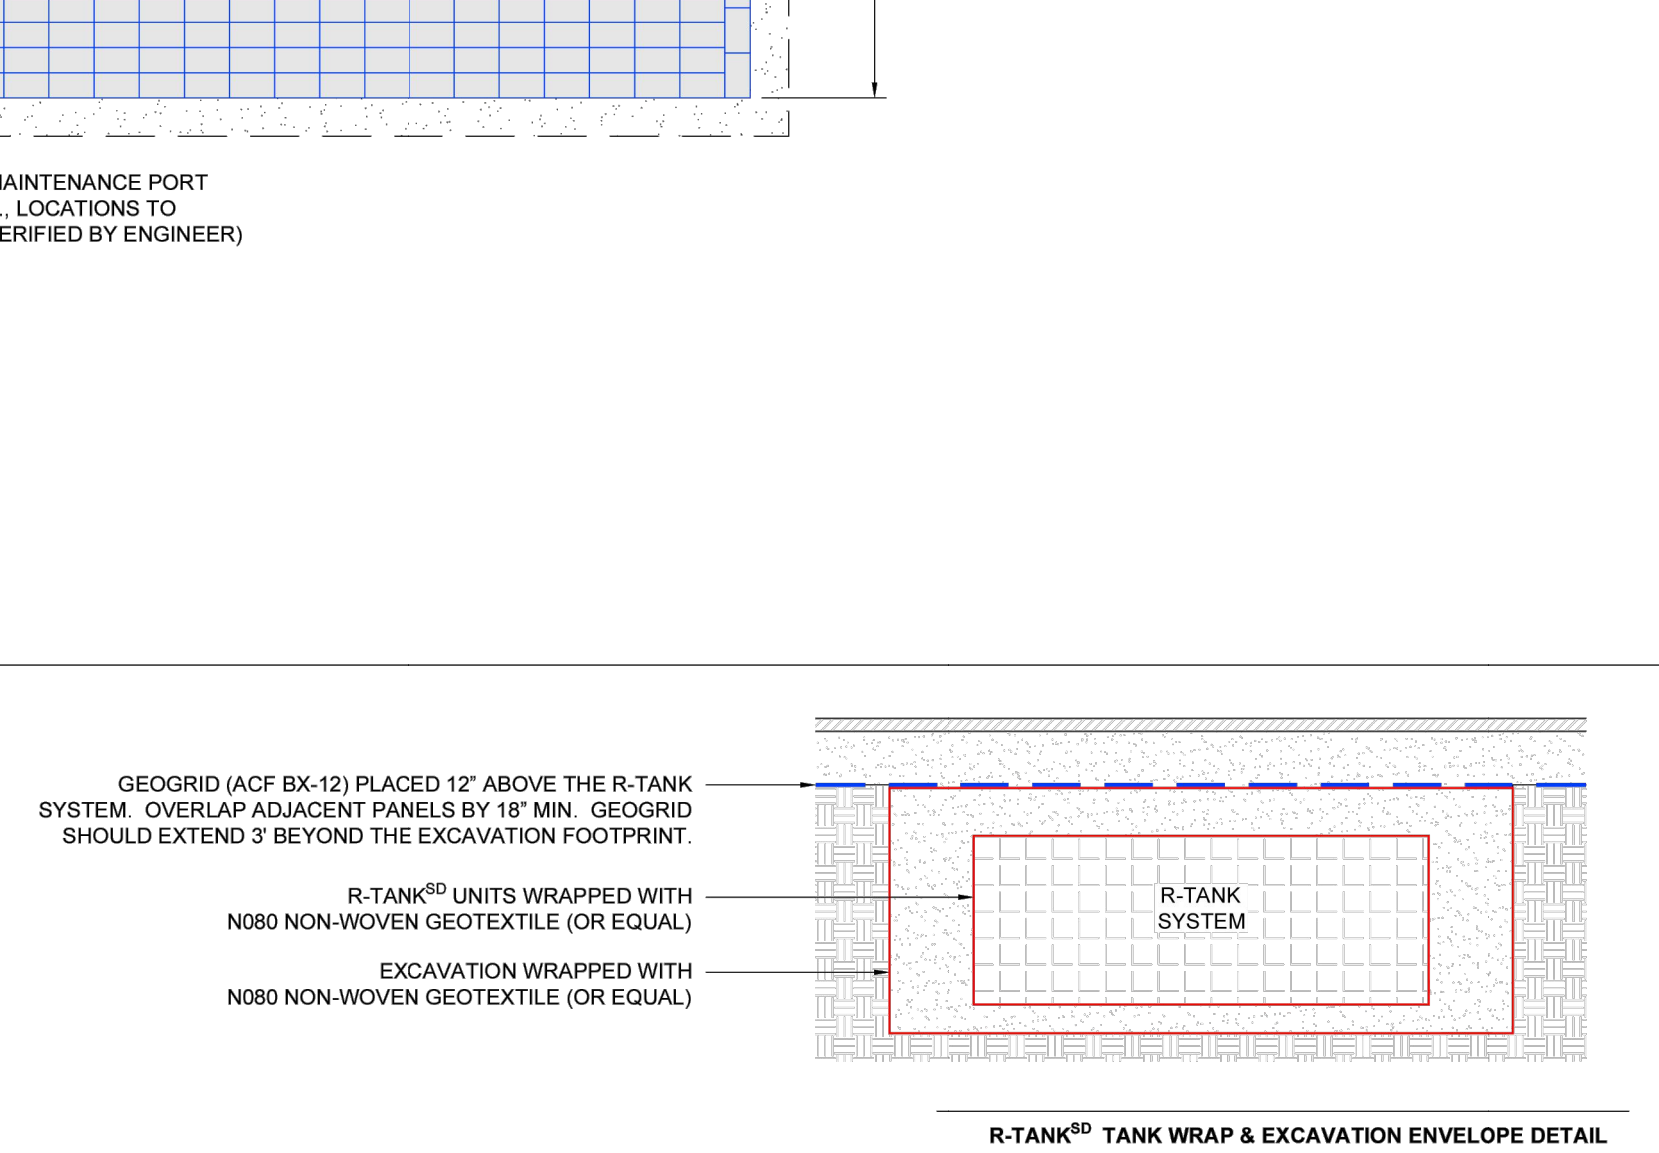 MAINTENANCE PORT
., LOCATIONS TO
ERIFIED BY ENGINEER)
GEOGRID (ACF BX-12) PLACED 12” ABOVE THE R-TANK
SYSTEM. OVERLAP ADJACENT PANELS BY 18” MIN. GEOGRID
SHOULD EXTEND 3' BEYOND THE EXCAVATION FOOTPRINT.
R-TANKSD UNITS WRAPPED WITH
N080 NON-WOVEN GEOTEXTILE (OR EQUAL)
EXCAVATION WRAPPED WITH
N080 NON-WOVEN GEOTEXTILE (OR EQUAL)
R-TANK
SYSTEM
R-TANKSD TANK WRAP & EXCAVATION ENVELOPE DETAIL